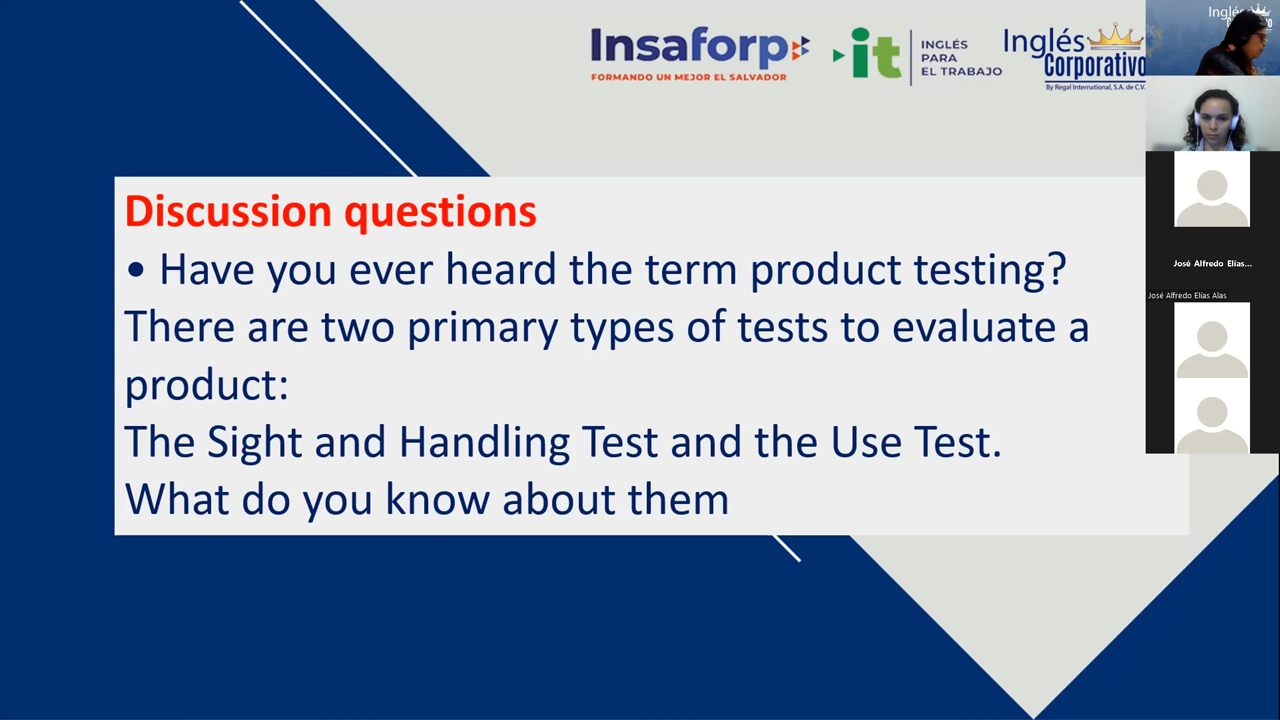 Insaforp
FORMANDO UN MEJOR EL SALVADOR
it
INGLÉS
PARA
EL TRABAJO
Inglés
Corporativo
By Regal International, S.A. de C.V.
Inglés
Discussion questions
• Have you ever heard the term product testing?
There are two primary types of tests to evaluate a
product:
The Sight and Handling Test and the Use Test.
What do you know about them
José Alfredo Elías...
José Alfredo Elías Alas